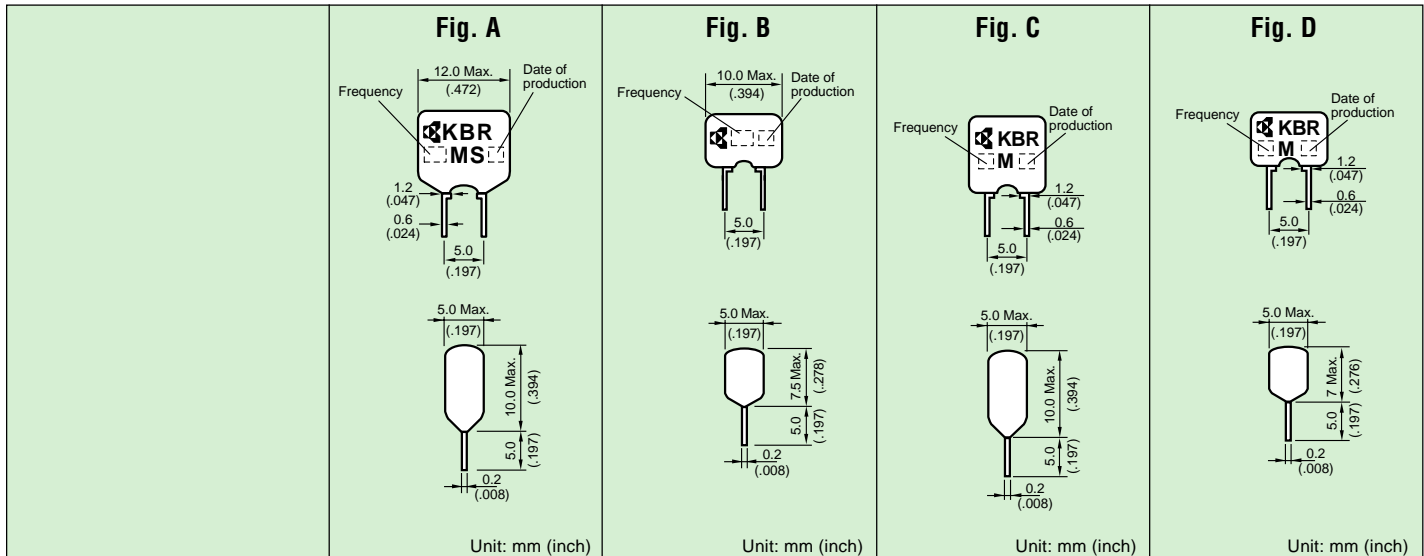 Fig. A
12.0 Max.
(.472)
Date of
production
Frequency
KBR
MS
1.2
(.047)
0.6
(.024)
5.0
(.197)
5.0 Max.
(.197)
10.0 Max.
(.394)
5.0
(.197)
0.2
(.008)
Unit: mm (inch)
Fig. B
10.0 Max.
(.394)
Date of
production
Frequency
5.0
(.197)
5.0 Max.
(.197)
7.5 Max.
(.278)
5.0
(.197)
0.2
(.008)
Unit: mm (inch)
Fig. C
Date of
production
Frequency
KBR
M
1.2
(.047)
0.6
(.024)
5.0
(.197)
5.0 Max.
(.197)
10.0 Max.
(.394)
5.0
(.197)
0.2
(.008)
Unit: mm (inch)
Fig. D
Date of
production
Frequency
KBR
M
1.2
(.047)
0.6
(.024)
5.0
(.197)
5.0 Max.
(.197)
7 Max.
(.276)
5.0
(.197)
0.2
(.008)
Unit: mm (inch)